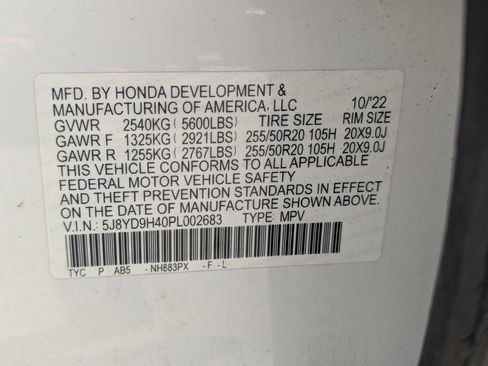 MFD. BY HONDA DEVELOPMENT &
MANUFACTURING OF AMERICA, LLC 10/'22
GVWR 2540KG ( 5600LBS) TIRE SIZE RIM SIZE
GAWR F 1325KG ( 2921LBS) 255/50R20 105H 20X9.0J
GAWR R 1255KG ( 2767LBS) 255/50R20 105H 20X9.0J
THIS VEHICLE CONFORMS TO ALL APPLICABLE
FEDERAL MOTOR VEHICLE SAFETY
AND THEFT PREVENTION STANDARDS IN EFFECT
ON THE DATE OF MANUFACTURE SHOWN ABOVE.
V.I.N.: 5J8YD9H40PL002683 TYPE: MPV
TYC P AB5 - NH883PX - F - L